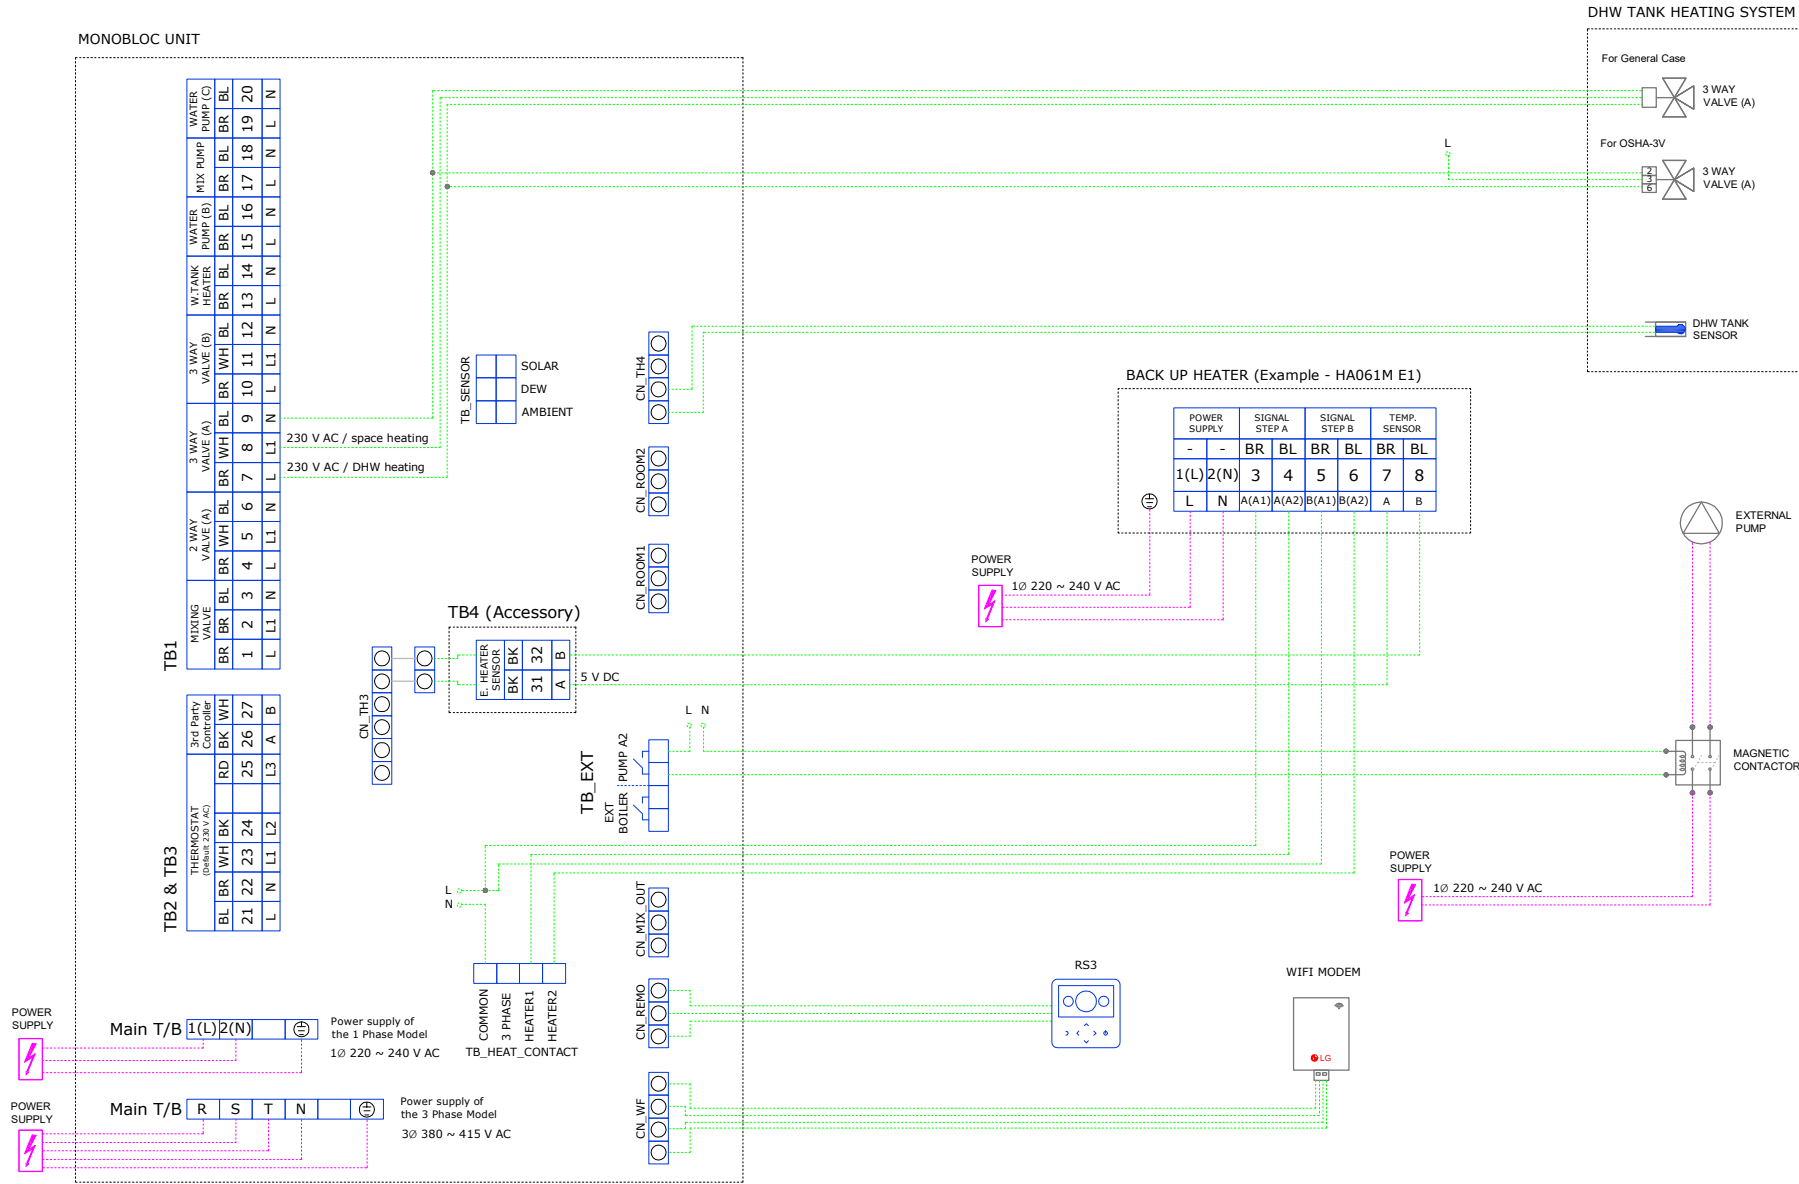 DHW TANK HEATING SYSTEM
MONOBLOC UNIT
For General Case
3 WAY
VALVE (A)
For OSHA-3V
L
2
3
6
3 WAY
VALVE (A)
DHW TANK
SENSOR
TB1
WATER
PUMP (C)
BL 20 N
BR 19 L
MIX PUMP
BL 18 N
BR 17 L
WATER
PUMP (B)
BL 16 N
BR 15 L
W.TANK
HEATER
BL 14 N
BR 13 L
3 WAY
VALVE (B)
BL 12 N
WH 11 L1
BR 10 L
3 WAY
VALVE (A)
BL 9 N
WH 8 L1
BR 7 L
230 V AC / space heating
230 V AC / DHW heating
2 WAY
VALVE (A)
BL 6 N
WH 5 L1
BR 4 L
MIXING
VALVE
BL 3 N
BR 2 L1
BR 1 L
TB2 & TB3
3rd Party
Controller
WH 27 B
BK 26 A
THERMOSTAT
(Default 230 V AC)
RD 25 L3
BK 24 L2
WH 23 L1
BR 22 N
BL 21 L
TB_SENSOR
SOLAR
DEW
AMBIENT
CN_TH4
CN_ROOM2
CN_ROOM1
TB4 (Accessory)
E. HEATER
SENSOR
BK 32 B
BK 31 A
5 V DC
CN_TH3
L N
TB_EXT
PUMP A2
EXT
BOILER
L
N
CN_MIX_OUT
COMMON
3 PHASE
HEATER1
HEATER2
TB_HEAT_CONTACT
CN_REMO
CN_WF
BACK UP HEATER (Example - HA061M E1)
POWER
SUPPLY
SIGNAL
STEP A
SIGNAL
STEP B
TEMP.
SENSOR
- - BR BL BR BL BR BL
1(L) 2(N) 3 4 5 6 7 8
L N A(A1) A(A2) B(A1) B(A2) A B
POWER
SUPPLY
1Ø 220 ~ 240 V AC
EXTERNAL
PUMP
MAGNETIC
CONTACTOR
POWER
SUPPLY
1Ø 220 ~ 240 V AC
RS3
WIFI MODEM
LG
POWER
SUPPLY
Main T/B 1(L) 2(N)
Power supply of
the 1 Phase Model
1Ø 220 ~ 240 V AC
POWER
SUPPLY
Main T/B R S T N
Power supply of
the 3 Phase Model
3Ø 380 ~ 415 V AC